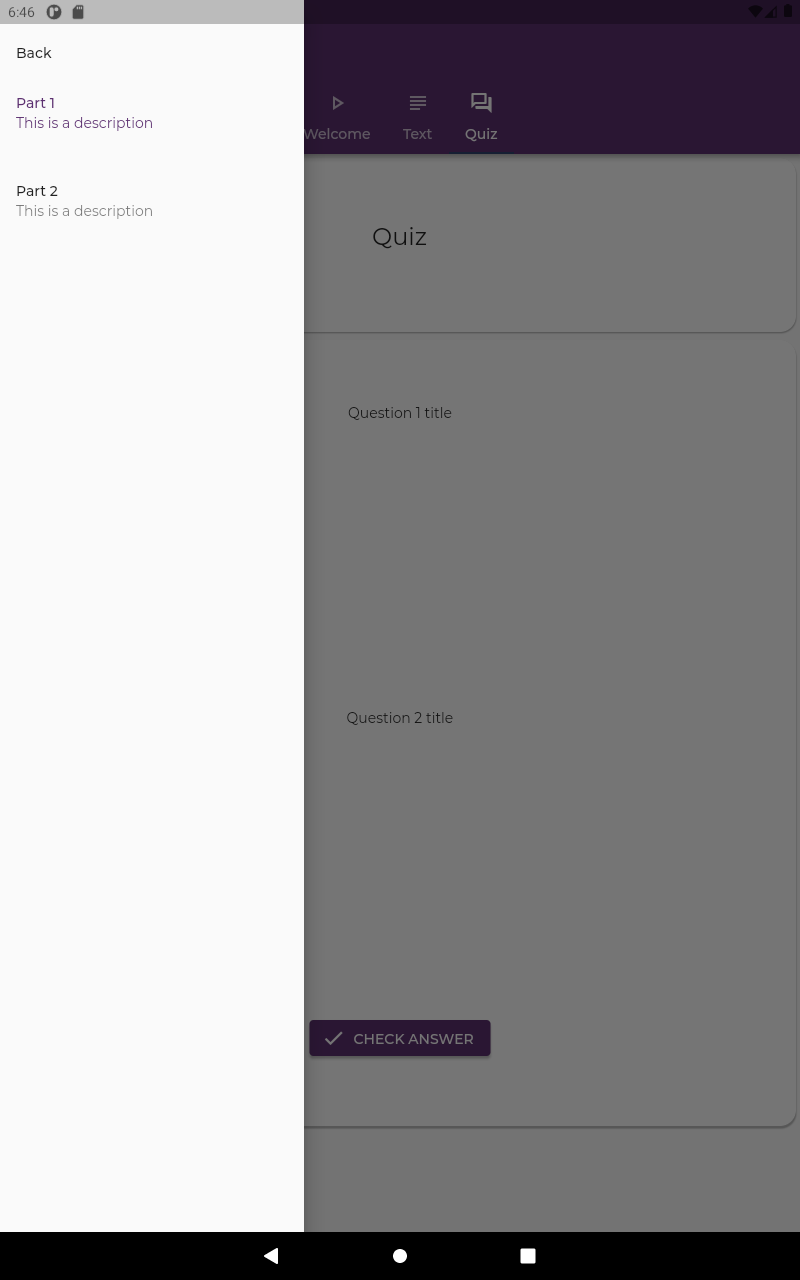 6:46
Back
Part 1
This is a description
Part 2
This is a description
Welcome
Text
Quiz
Quiz
Question 1 title
Question 2 title
CHECK ANSWER